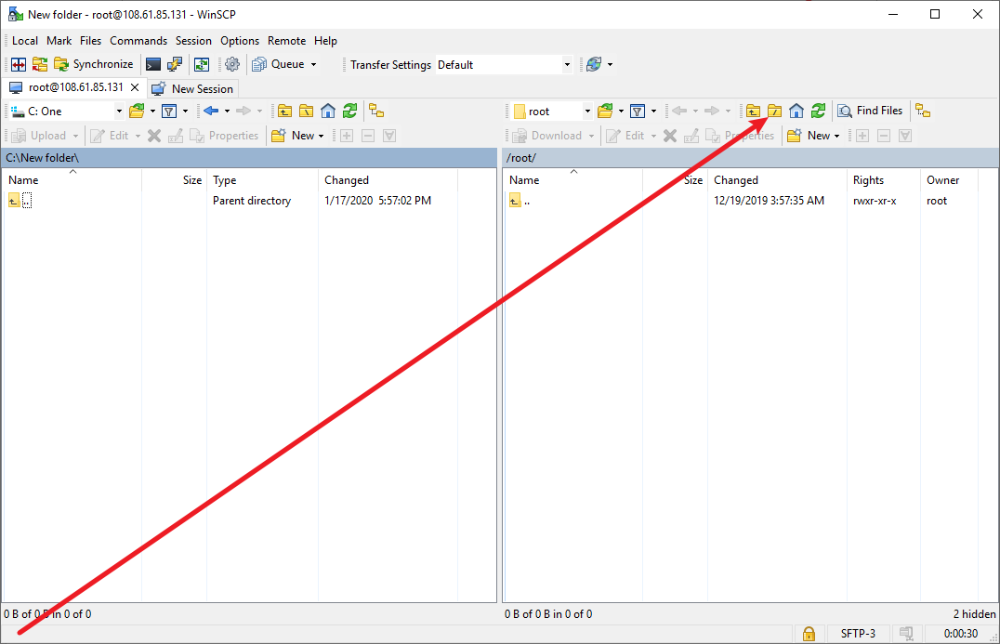 New folder - root@108.61.85.131 - WinSCP
Local Mark Files Commands Session Options Remote Help
Synchronize Queue Transfer Settings Default
root@108.61.85.131 New Session
C: One root Find Files
Upload Edit Properties New Download Edit Properties New
C:\New folder\ /root/
Name Size Type Changed Name Size Changed Rights Owner
.. Parent directory 1/17/2020 5:57:02 PM .. 12/19/2019 3:57:35 AM rwxr-xr-x root
0 B of 0 B in 0 of 0 0 B of 0 B in 0 of 0 2 hidden
SFTP-3 0:00:30